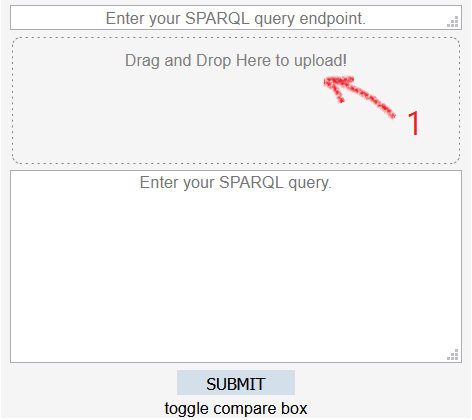 Enter your SPARQL query endpoint.
Drag and Drop Here to upload!
1
Enter your SPARQL query.
SUBMIT
toggle compare box